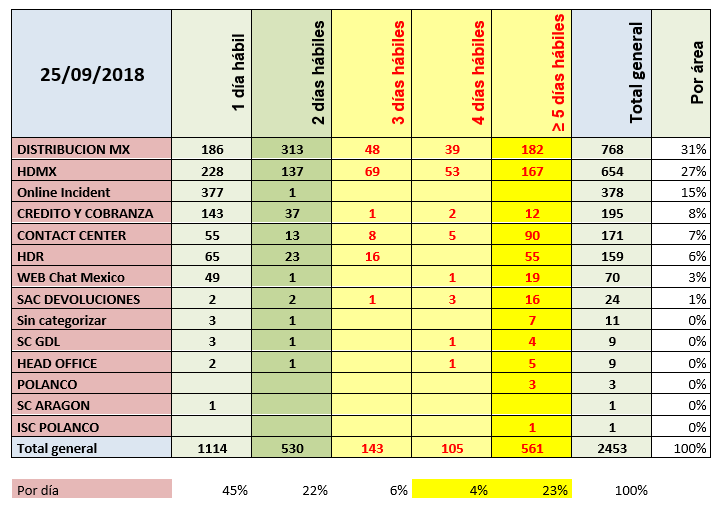 25/09/2018 1 día hábil 2 días hábiles 3 días hábiles 4 días hábiles ≥ 5 días hábiles Total general Por área
DISTRIBUCION MX 186 313 48 39 182 768 31%
HDMX 228 137 69 53 167 654 27%
Online Incident 377 1 378 15%
CREDITO Y COBRANZA 143 37 1 2 12 195 8%
CONTACT CENTER 55 13 8 5 90 171 7%
HDR 65 23 16 55 159 6%
WEB Chat Mexico 49 1 1 19 70 3%
SAC DEVOLUCIONES 2 2 1 3 16 24 1%
Sin categorizar 3 1 7 11 0%
SC GDL 3 1 1 4 9 0%
HEAD OFFICE 2 1 1 5 9 0%
POLANCO 3 3 0%
SC ARAGON 1 1 0%
ISC POLANCO 1 1 0%
Total general 1114 530 143 105 561 2453 100%
Por día 45% 22% 6% 4% 23% 100%